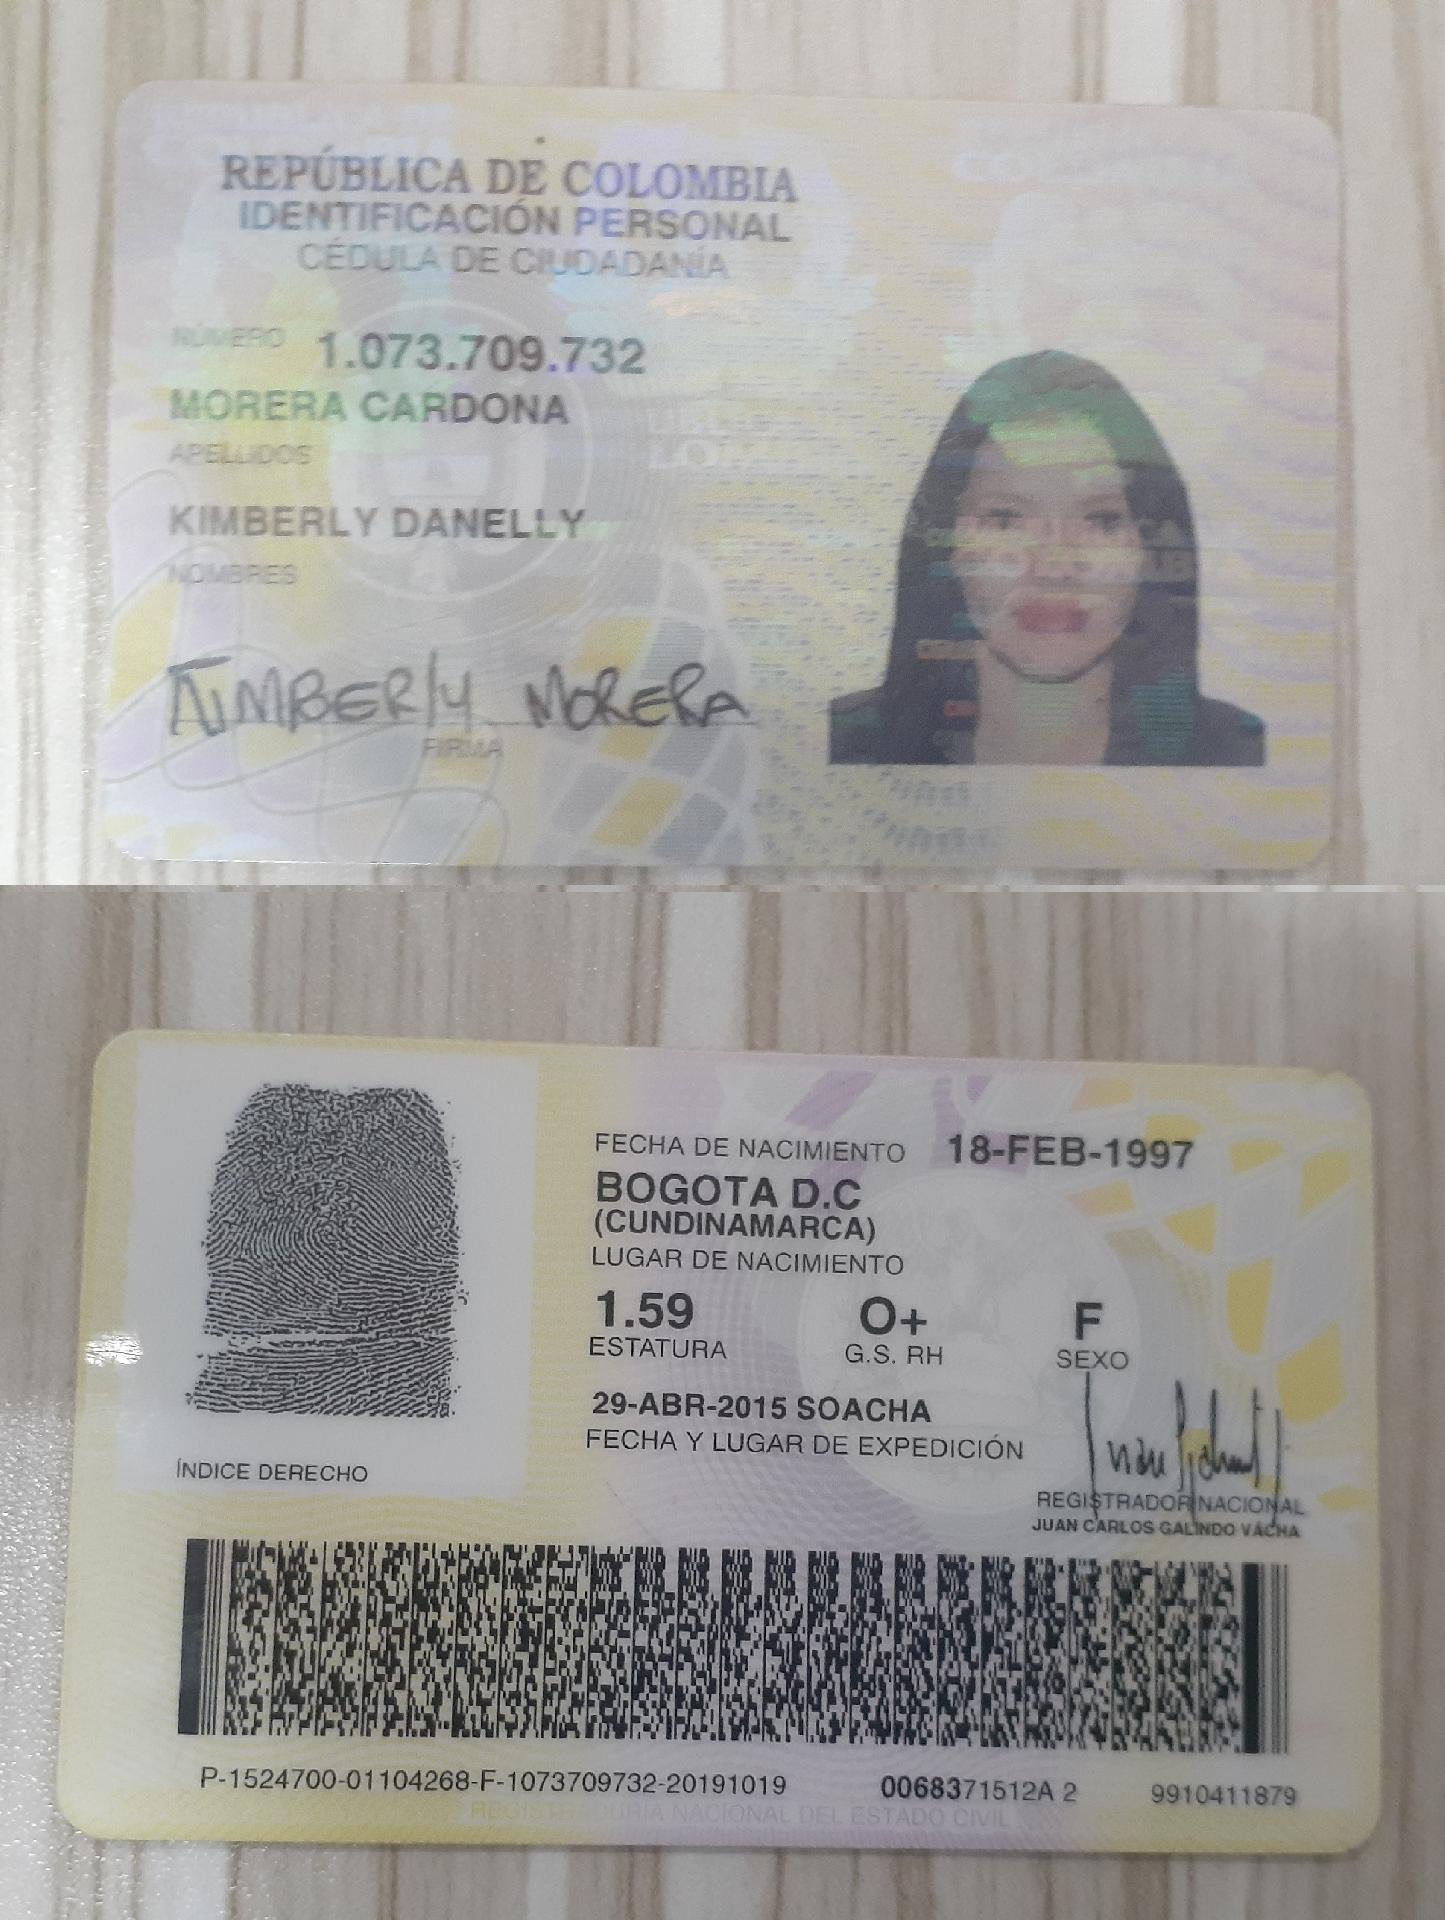 REPÚBLICA DE COLOMBIA
IDENTIFICACIÓN PERSONAL
CÉDULA DE CIUDADANÍA
NÚMERO 1.073.709.732
MORERA CARDONA
APELLIDOS
KIMBERLY DANELLY
NOMBRES
KIMBERLY MORERA
FIRMA
FECHA DE NACIMIENTO 18-FEB-1997
BOGOTA D.C
(CUNDINAMARCA)
LUGAR DE NACIMIENTO
1.59 O+ F
ESTATURA G.S. RH SEXO
29-ABR-2015 SOACHA
FECHA Y LUGAR DE EXPEDICIÓN
ÍNDICE DERECHO
REGISTRADOR NACIONAL
JUAN CARLOS GALINDO VÁCHA
P-1524700-01104268-F-1073709732-20191019 0068371512A 2 9910411879
REGISTRADURIA NACIONAL DEL ESTADO CIVIL